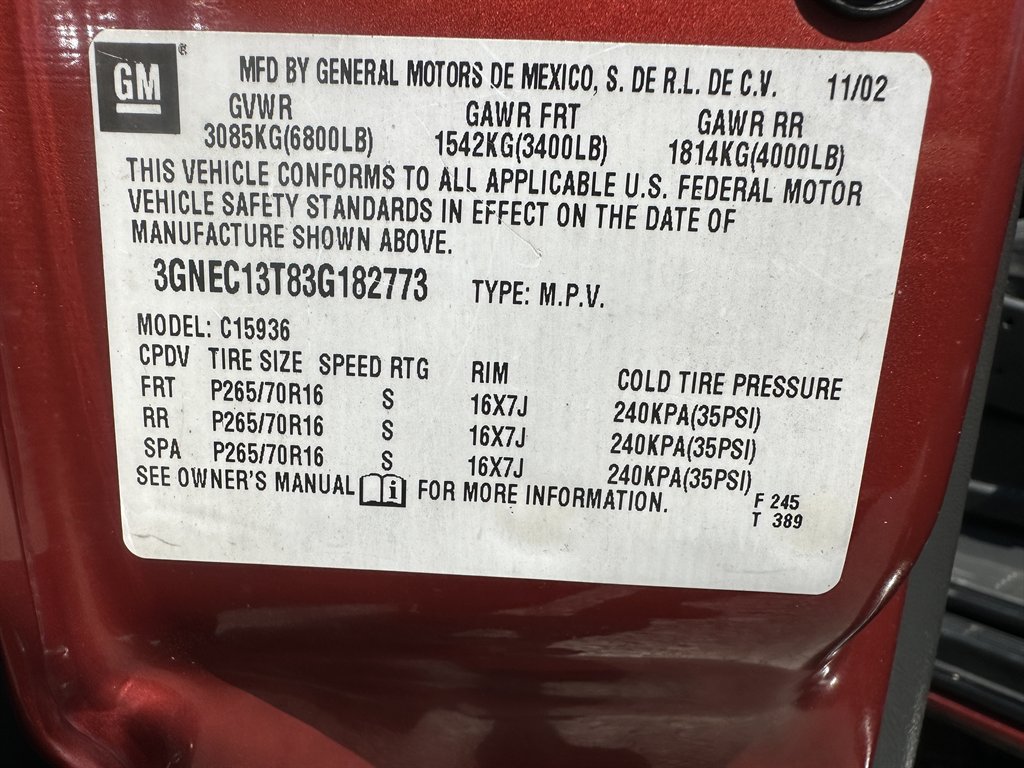 GM ®
MFD BY GENERAL MOTORS DE MEXICO, S. DE R.L. DE C.V. 11/02
GVWR GAWR FRT GAWR RR
3085KG(6800LB) 1542KG(3400LB) 1814KG(4000LB)
THIS VEHICLE CONFORMS TO ALL APPLICABLE U.S. FEDERAL MOTOR
VEHICLE SAFETY STANDARDS IN EFFECT ON THE DATE OF
MANUFACTURE SHOWN ABOVE.
3GNEC13T83G182773 TYPE: M.P.V.
MODEL: C15936
CPDV TIRE SIZE SPEED RTG RIM COLD TIRE PRESSURE
FRT P265/70R16 S 16X7J 240KPA(35PSI)
RR P265/70R16 S 16X7J 240KPA(35PSI)
SPA P265/70R16 S 16X7J 240KPA(35PSI)
SEE OWNER'S MANUAL i FOR MORE INFORMATION. F 245
T 389